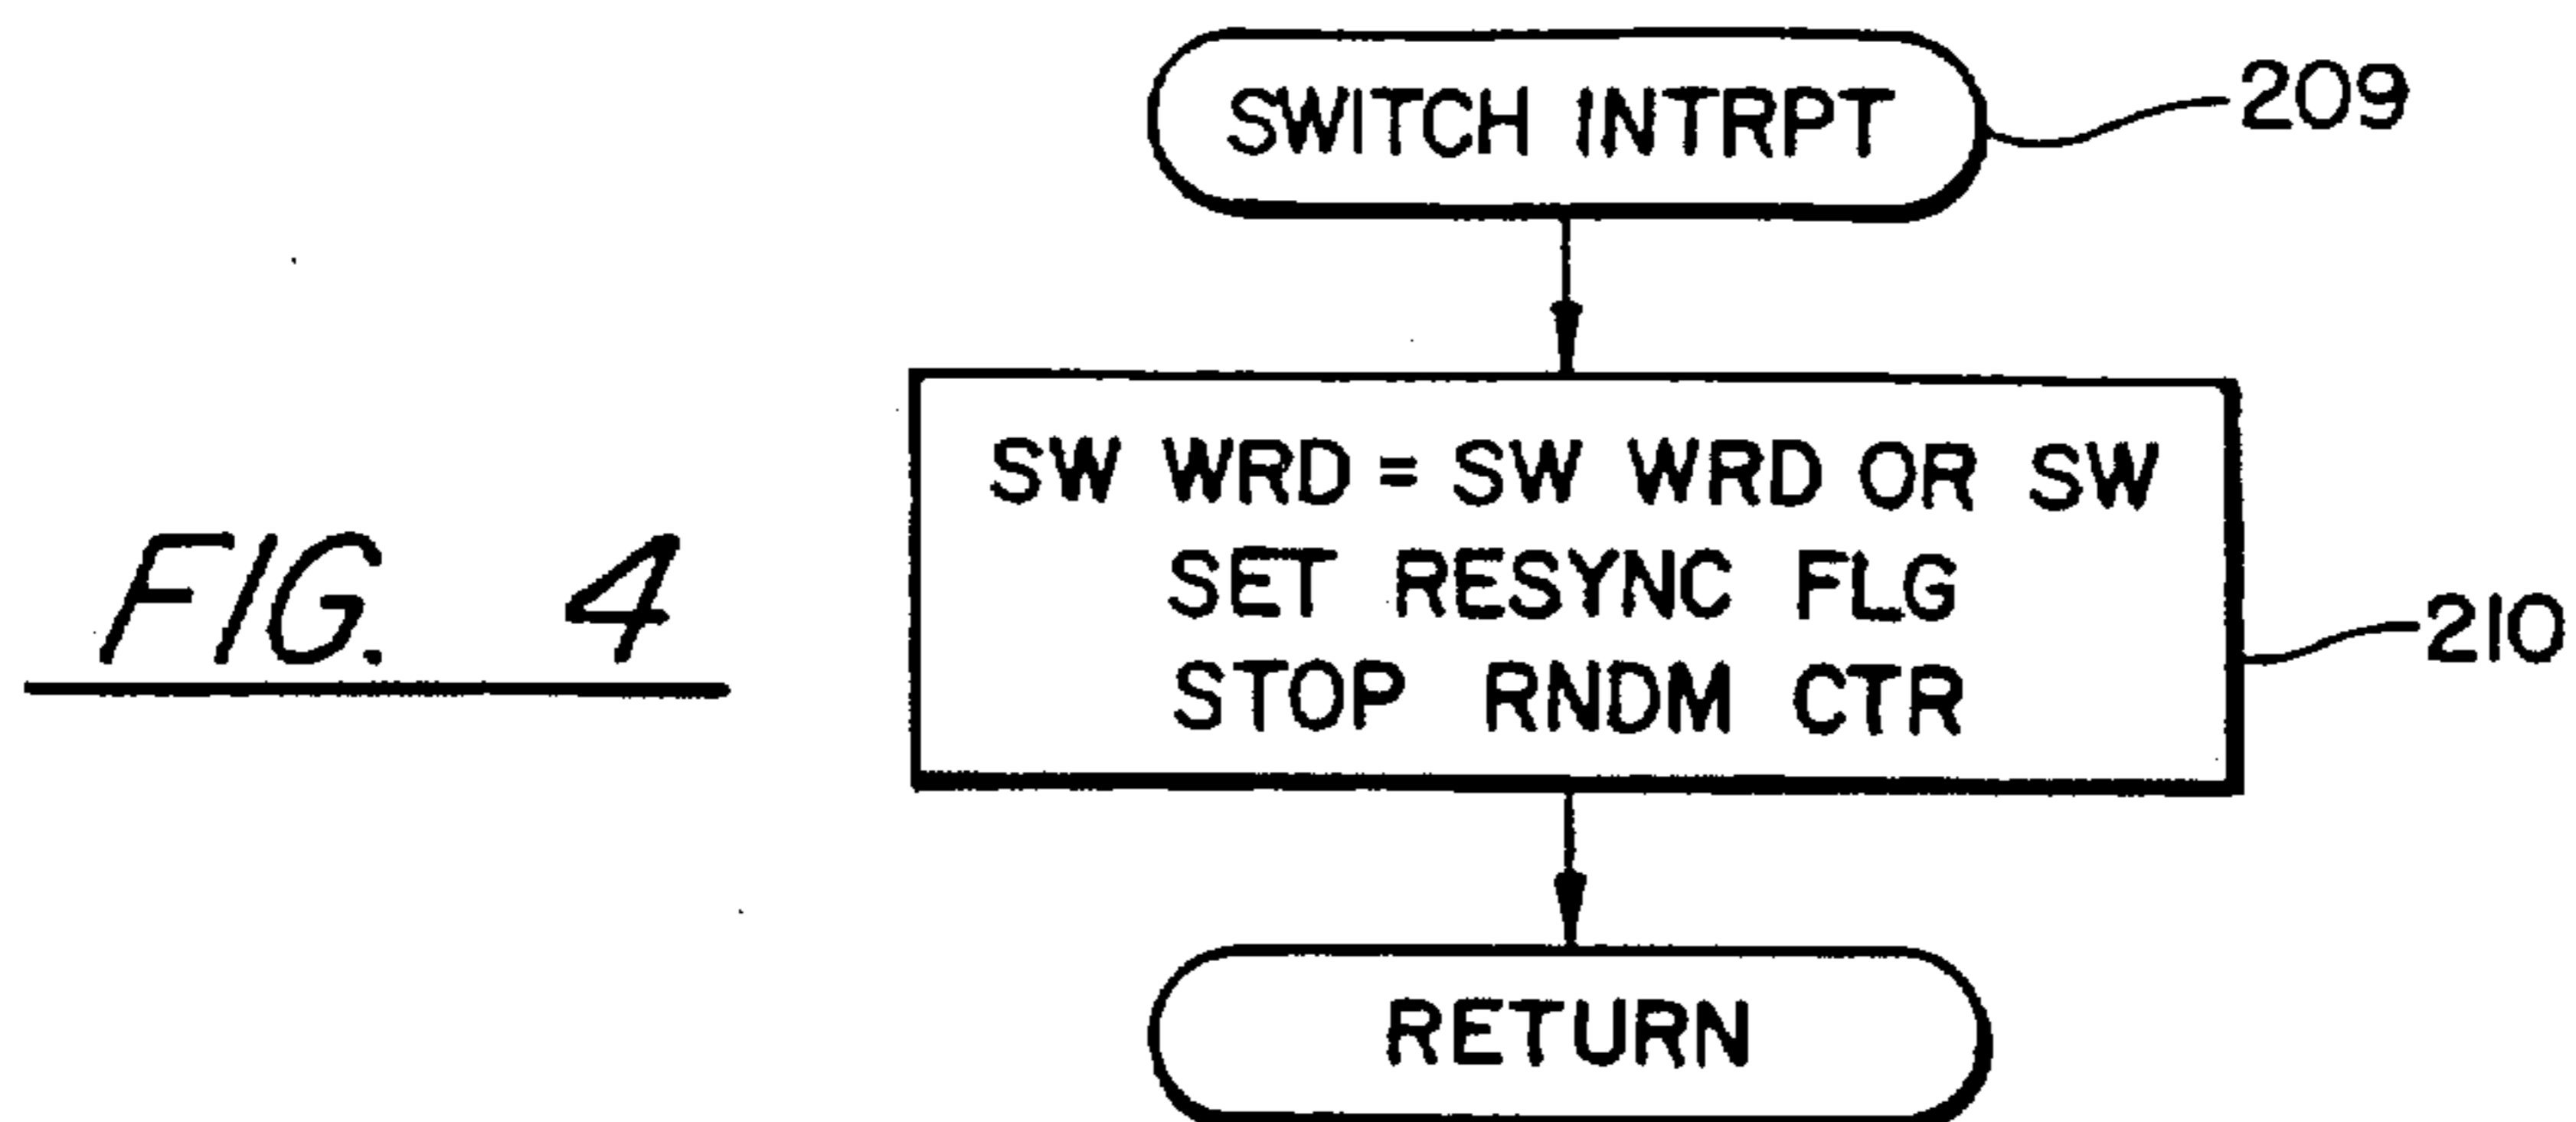 SWITCH INTRPT
209
SW WRD = SW WRD OR SW
SET RESYNC FLG
STOP RNDM CTR
210
FIG. 4
RETURN